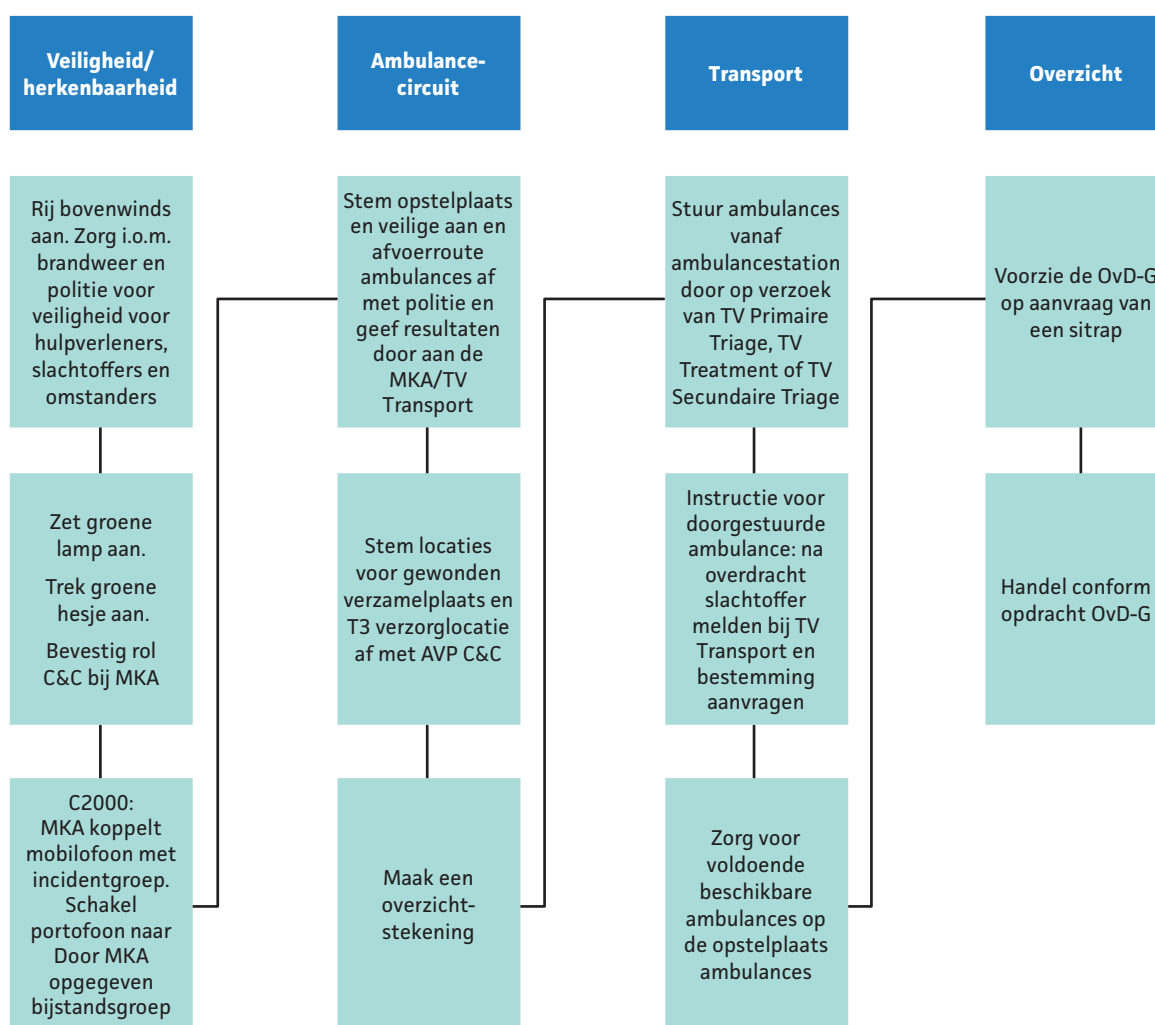 Veiligheid/
herkenbaarheid
Rij bovenwinds
aan. Zorg i.o.m.
brandweer en
politie voor
veiligheid voor
hulpverleners,
slachtoffers en
omstanders
Zet groene
lamp aan.
Trek groene
hesje aan.
Bevestig rol
C&C bij MKA
C2000:
MKA koppelt
mobilofoon met
incidentgroep.
Schakel
portofoon naar
Door MKA
opgegeven
bijstandsgroep
Ambulance-
circuit
Stem opstelplaats
en veilige aan en
afvoerroute
ambulances af
met politie en
geef resultaten
door aan de
MKA/TV
Transport
Stem locaties
voor gewonden
verzamelplaats en
T3 verzorglocatie
af met AVP C&C
Maak een
overzicht-
stekening
Transport
Stuur ambulances
vanaf
ambulancestation
door op verzoek
van TV Primaire
Triage, TV
Treatment of TV
Secundaire Triage
Instructie voor
doorgestuurde
ambulance: na
overdracht
slachtoffer
melden bij TV
Transport en
bestemming
aanvragen
Zorg voor
voldoende
beschikbare
ambulances op
de opstelplaats
ambulances
Overzicht
Voorzie de OvD-G
op aanvraag van
een sitrap
Handel conform
opdracht OvD-G